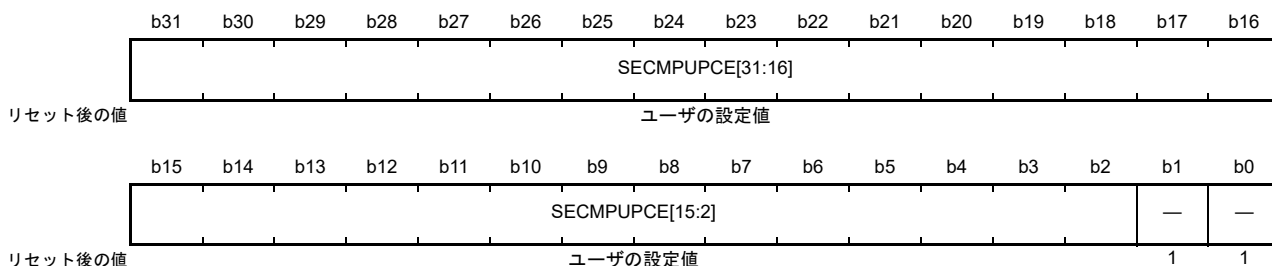 b31 b30 b29 b28 b27 b26 b25 b24 b23 b22 b21 b20 b19 b18 b17 b16
SECMPUPCE[31:16]
リセット後の値 ユーザの設定値
b15 b14 b13 b12 b11 b10 b9 b8 b7 b6 b5 b4 b3 b2 b1 b0
SECMPUPCE[15:2] — —
リセット後の値 ユーザの設定値 1 1